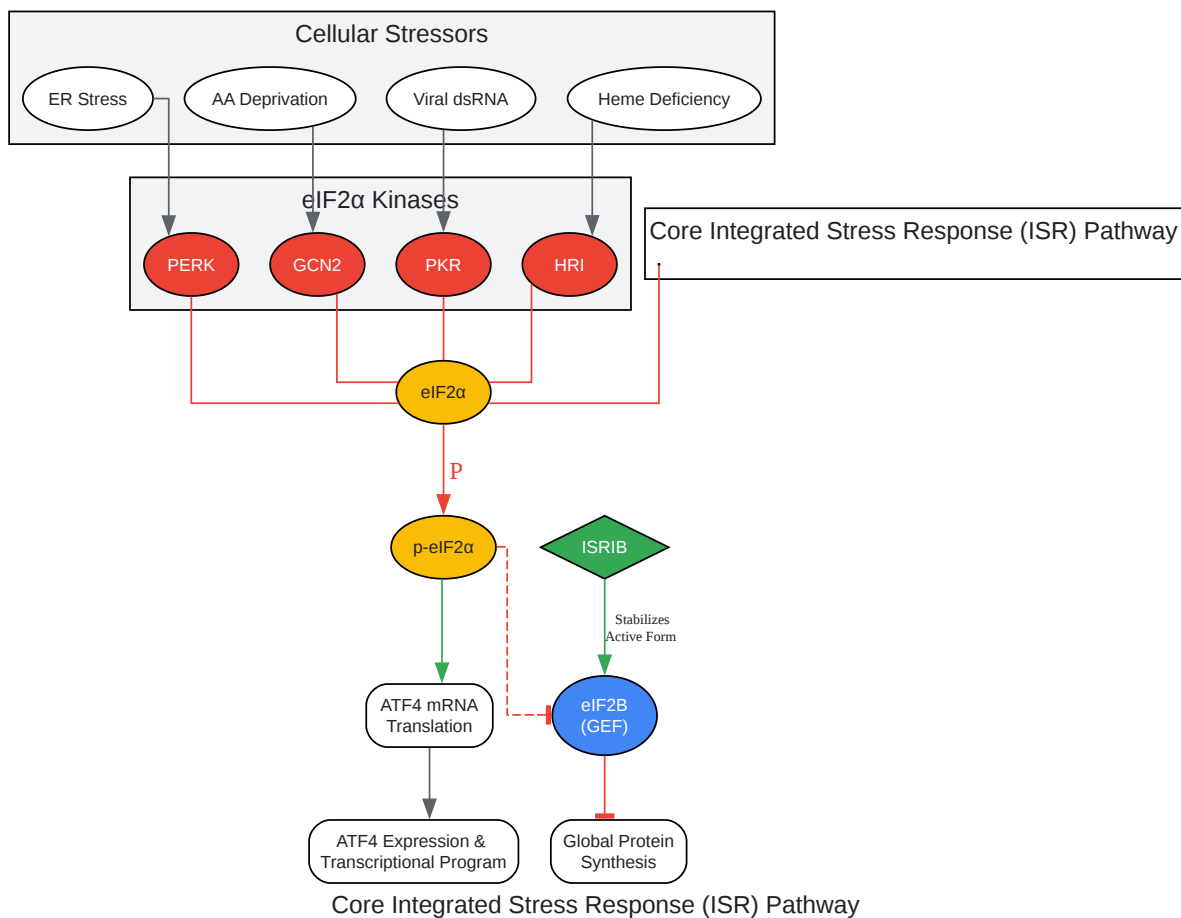 Cellular Stressors
ER Stress
AA Deprivation
Viral dsRNA
Heme Deficiency
eIF2α Kinases
Core Integrated Stress Response (ISR) Pathway
PERK
GCN2
PKR
HRI
eIF2α
P
p-eIF2α
ISRIB
Stabilizes
Active Form
ATF4 mRNA
Translation
eIF2B
(GEF)
ATF4 Expression &
Transcriptional Program
Global Protein
Synthesis
Core Integrated Stress Response (ISR) Pathway